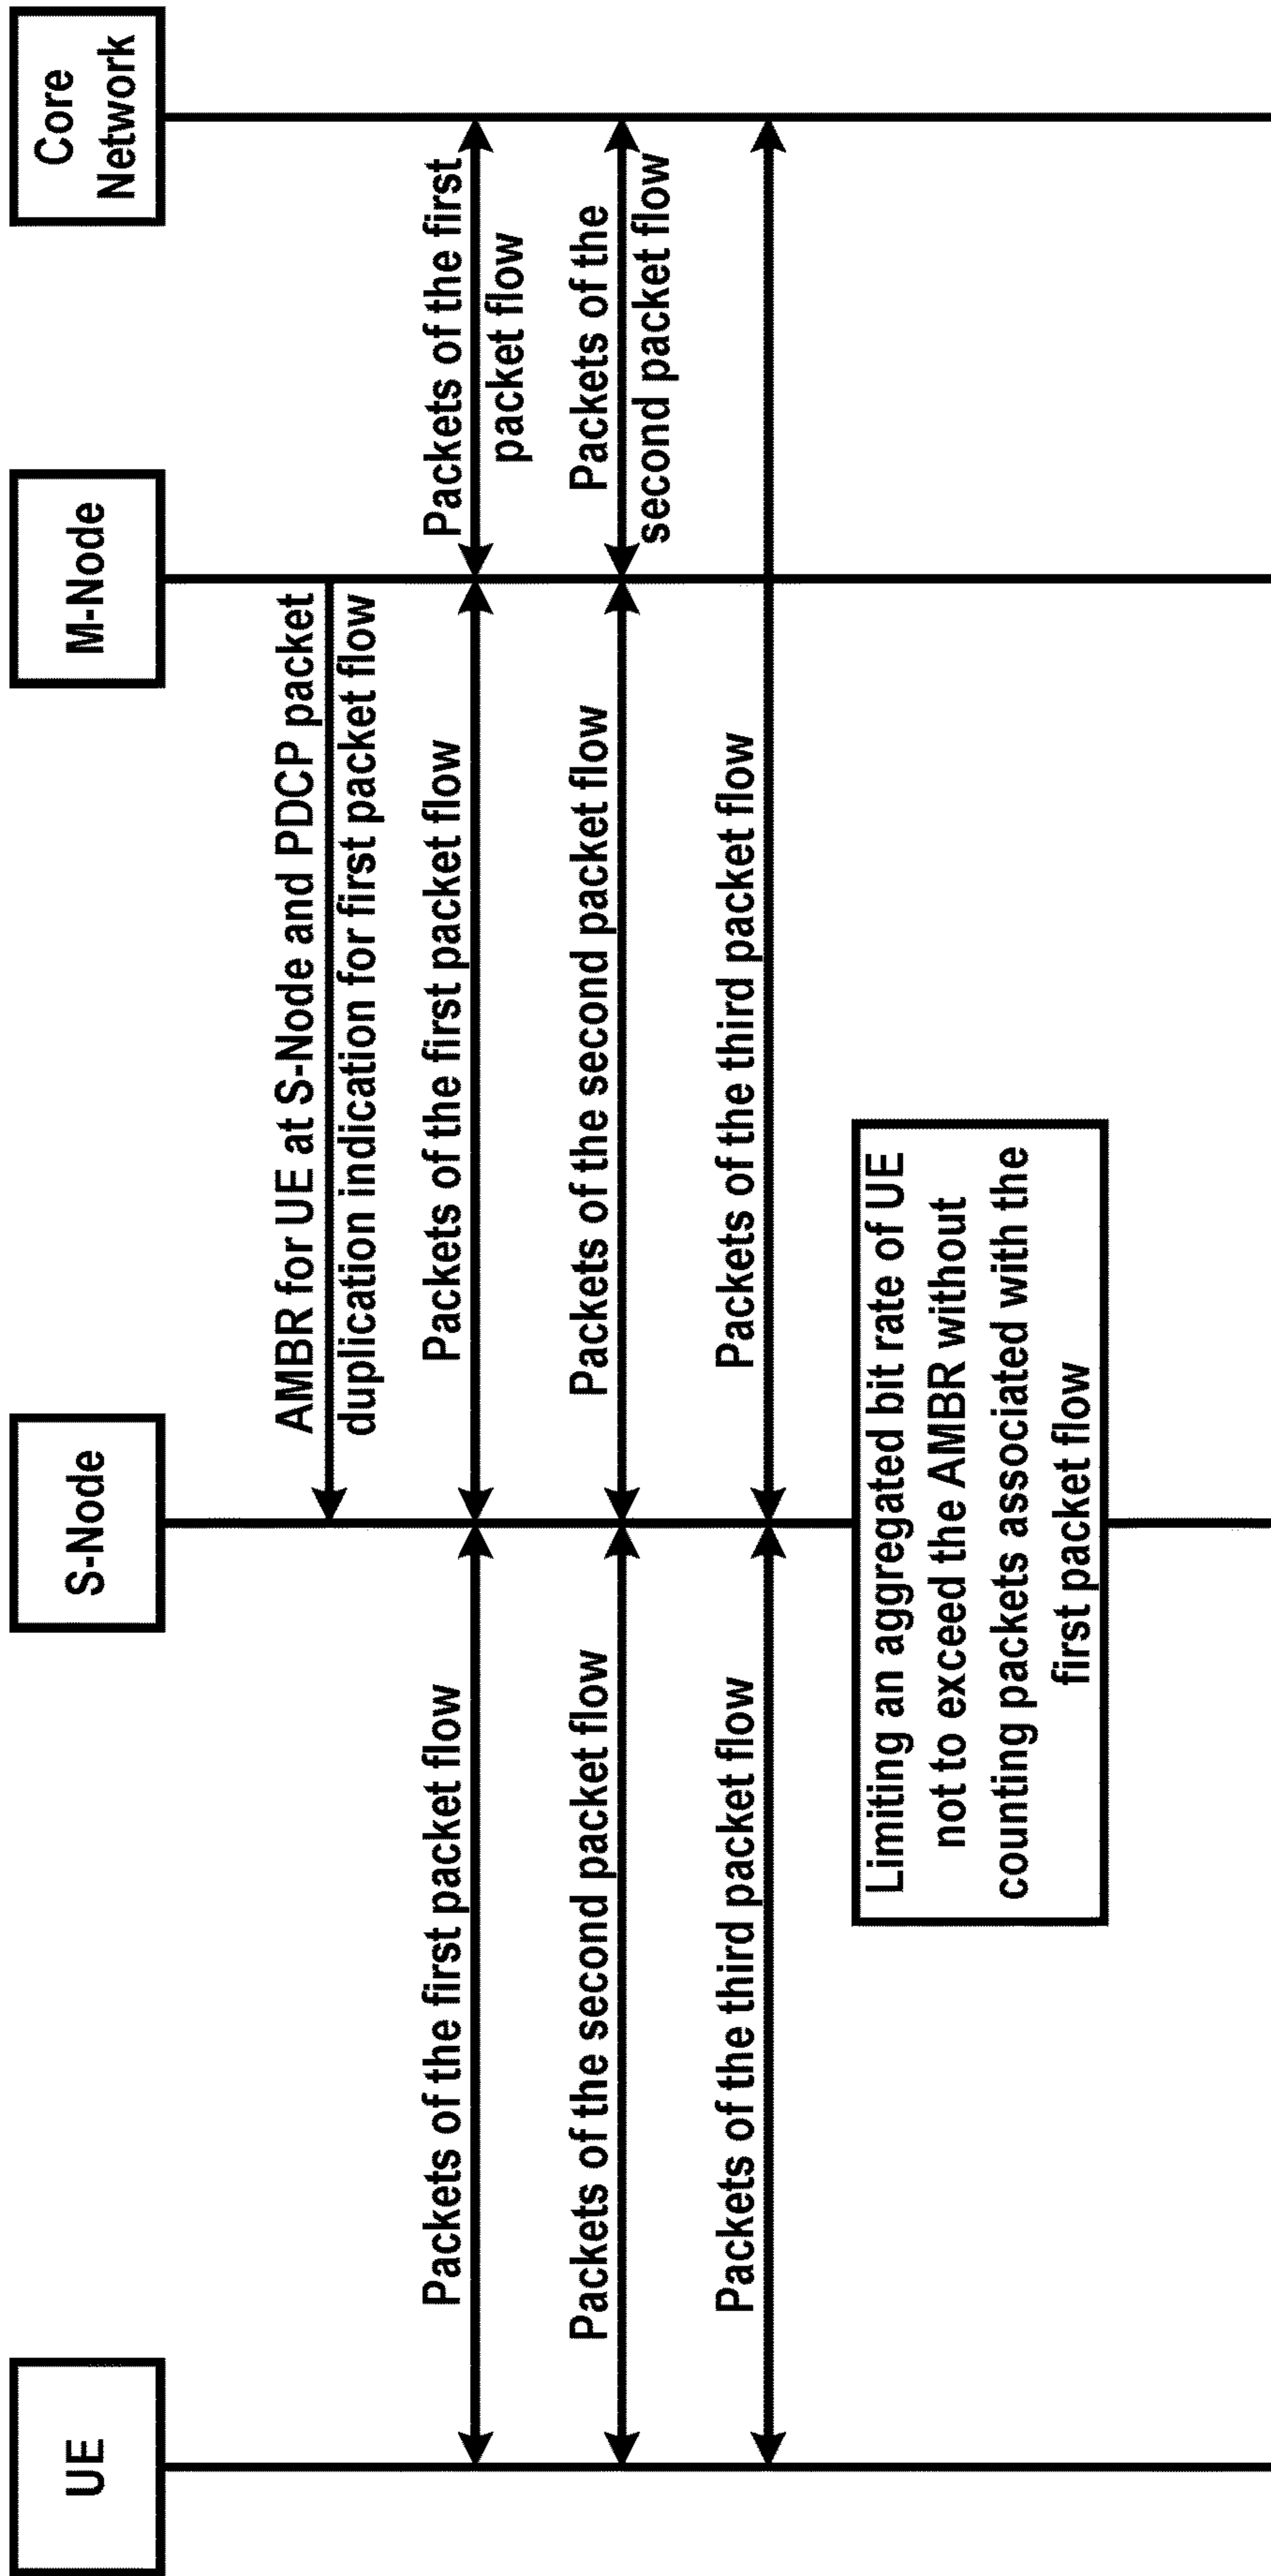 UE
S-Node
M-Node
Core
Network
AMBR for UE at S-Node and PDCP packet
duplication indication for first packet flow
Packets of the first packet flow
Packets of the first packet flow
Packets of the first
packet flow
Packets of the second packet flow
Packets of the second packet flow
Packets of the
second packet flow
Packets of the third packet flow
Packets of the third packet flow
Limiting an aggregated bit rate of UE
not to exceed the AMBR without
counting packets associated with the
first packet flow